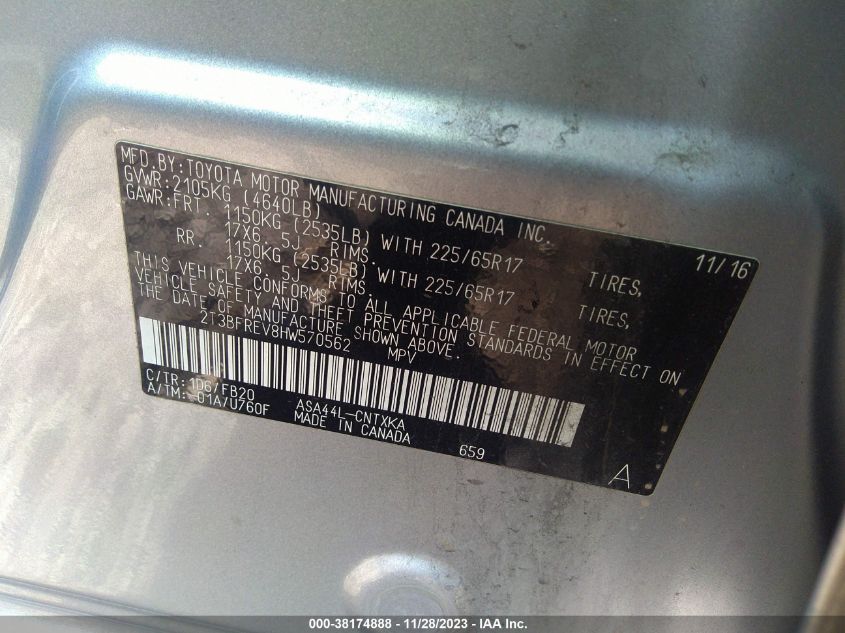 MFD.BY:TOYOTA MOTOR MANUFACTURING CANADA INC. 11/16
GVWR:2105KG (4640LB)
GAWR:FRT. 1150KG (2535LB) WITH 225/65R17 TIRES,
17X6.5J RIMS.
RR. 1150KG (2535LB) WITH 225/65R17 TIRES,
17X6.5J RIMS
THIS VEHICLE CONFORMS TO ALL APPLICABLE FEDERAL MOTOR
VEHICLE SAFETY AND THEFT PREVENTION STANDARDS IN EFFECT ON
THE DATE OF MANUFACTURE SHOWN ABOVE.
2T3BFREV8HW570562 MPV
C/TR:1D6/FB20 ASA44L-CNTXKA
A/TM:-01A/U760F MADE IN CANADA 659 A
000-38174888 - 11/28/2023 - IAA Inc.